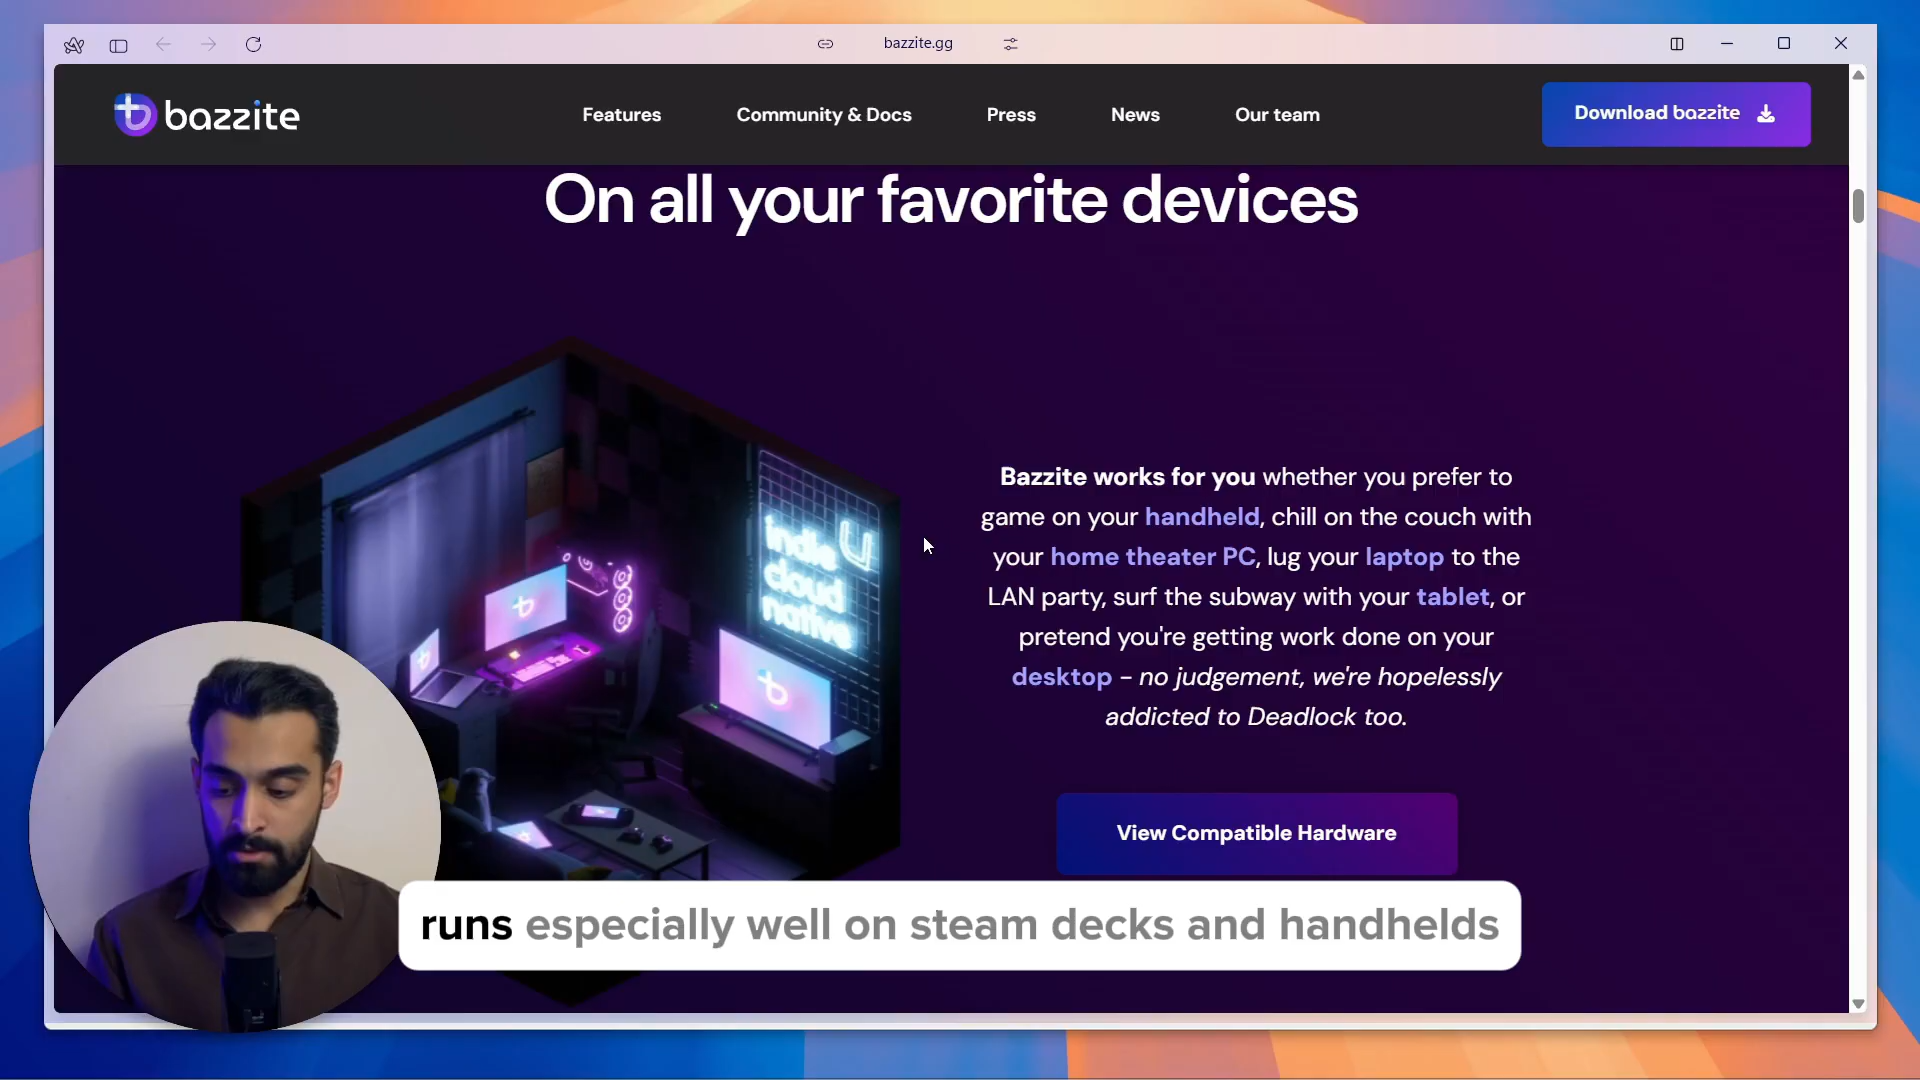 bazzite.gg
bazzite
Features
Community & Docs
Press
News
Our team
Download bazzite
On all your favorite devices
Bazzite works for you whether you prefer to
game on your handheld, chill on the couch with
your home theater PC, lug your laptop to the
LAN party, surf the subway with your tablet, or
pretend you're getting work done on your
desktop - no judgement, we're hopelessly
addicted to Deadlock too.
indie
cloud
native
View Compatible Hardware
runs especially well on steam decks and handhelds